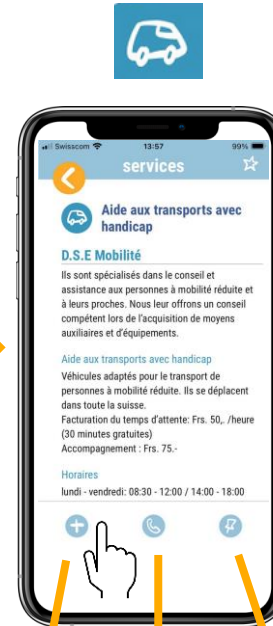 Swisscom 13:57 99%
services
Aide aux transports avec
handicap
D.S.E Mobilité
Ils sont spécialisés dans le conseil et
assistance aux personnes à mobilité réduite et
à leurs proches. Nous leur offrons un conseil
compétent lors de l'acquisition de moyens
auxiliaires et d'équipements.
Aide aux transports avec handicap
Véhicules adaptés pour le transport de
personnes à mobilité réduite. Ils se déplacent
dans toute la suisse.
Facturation du temps d'attente: Frs. 50,. /heure
(30 minutes gratuites)
Accompagnement : Frs. 75.-
Horaires
lundi - vendredi: 08:30 - 12:00 / 14:00 - 18:00